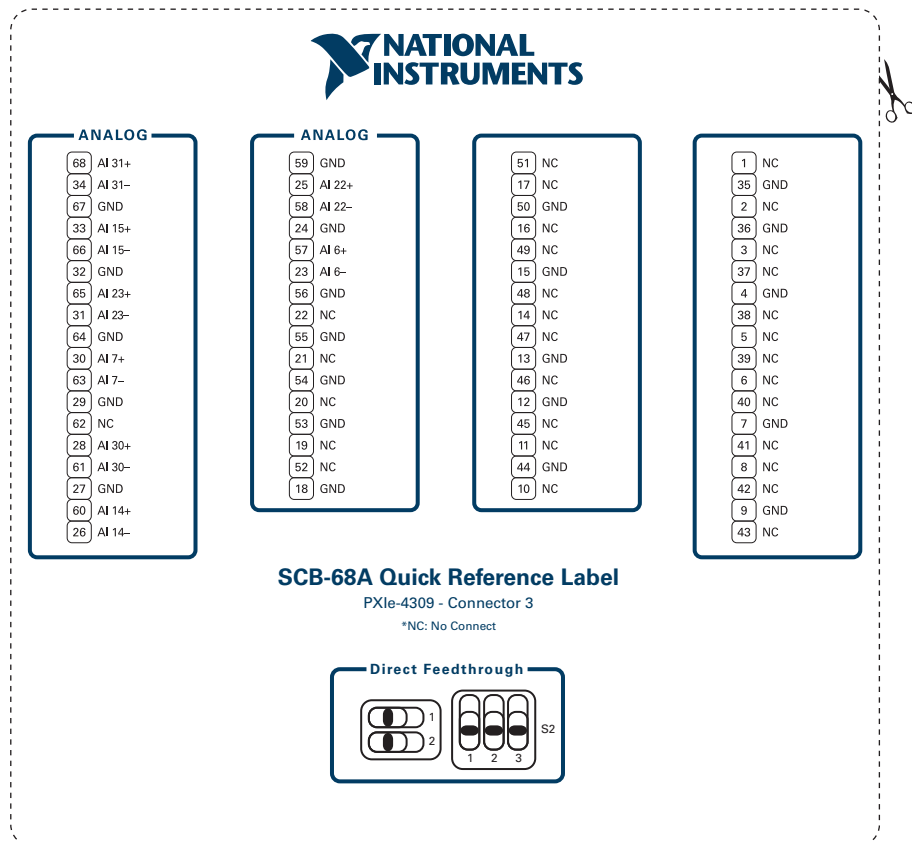 NATIONAL
INSTRUMENTS
ANALOG
68 AI 31+
34 AI 31–
67 GND
33 AI 15+
66 AI 15–
32 GND
65 AI 23+
31 AI 23–
64 GND
30 AI 7+
63 AI 7–
29 GND
62 NC
28 AI 30+
61 AI 30–
27 GND
60 AI 14+
26 AI 14–
ANALOG
59 GND
25 AI 22+
58 AI 22–
24 GND
57 AI 6+
23 AI 6–
56 GND
22 NC
55 GND
21 NC
54 GND
20 NC
53 GND
19 NC
52 NC
18 GND
51 NC
17 NC
50 GND
16 NC
49 NC
15 GND
48 NC
14 NC
47 NC
13 GND
46 NC
12 GND
45 NC
11 NC
44 GND
10 NC
1 NC
35 GND
2 NC
36 GND
3 NC
37 NC
4 GND
38 NC
5 NC
39 NC
6 NC
40 NC
7 GND
41 NC
8 NC
42 NC
9 GND
43 NC
SCB-68A Quick Reference Label
PXIe-4309 - Connector 3
*NC: No Connect
Direct Feedthrough
1
2
S2
1 2 3